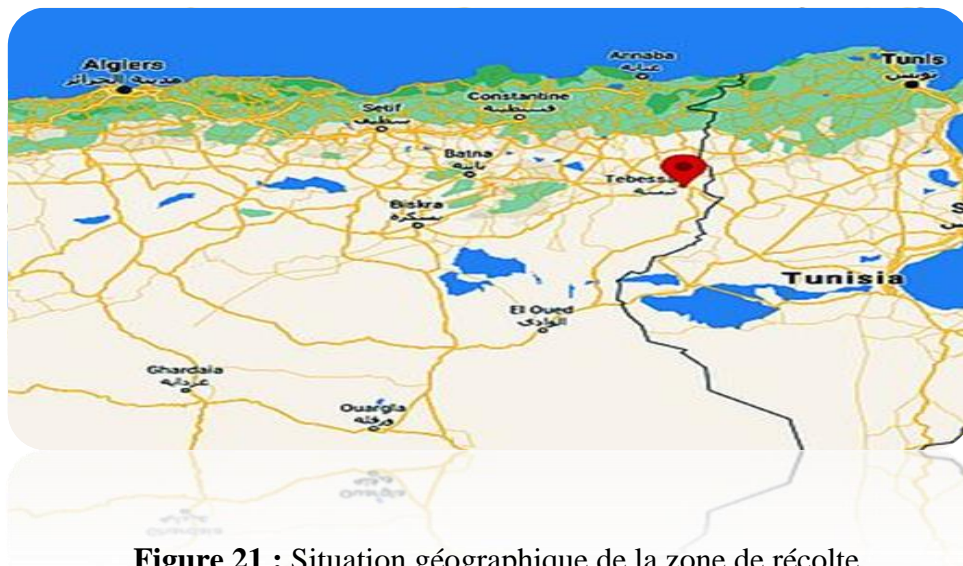 Algiers
مدينة الجزائر
Annaba
عنابة
Tunis
تونس
Constantine
قسنطينة
Setif
سطيف
Batna
باتنة
Tebessa
تبسة
Biskra
بسكرة
S
Tunisia
El Oued
الوادي
Ghardaia
غرداية
Ouargla
ورقلة
Figure 21 : Situation géographique de la zone de récolte